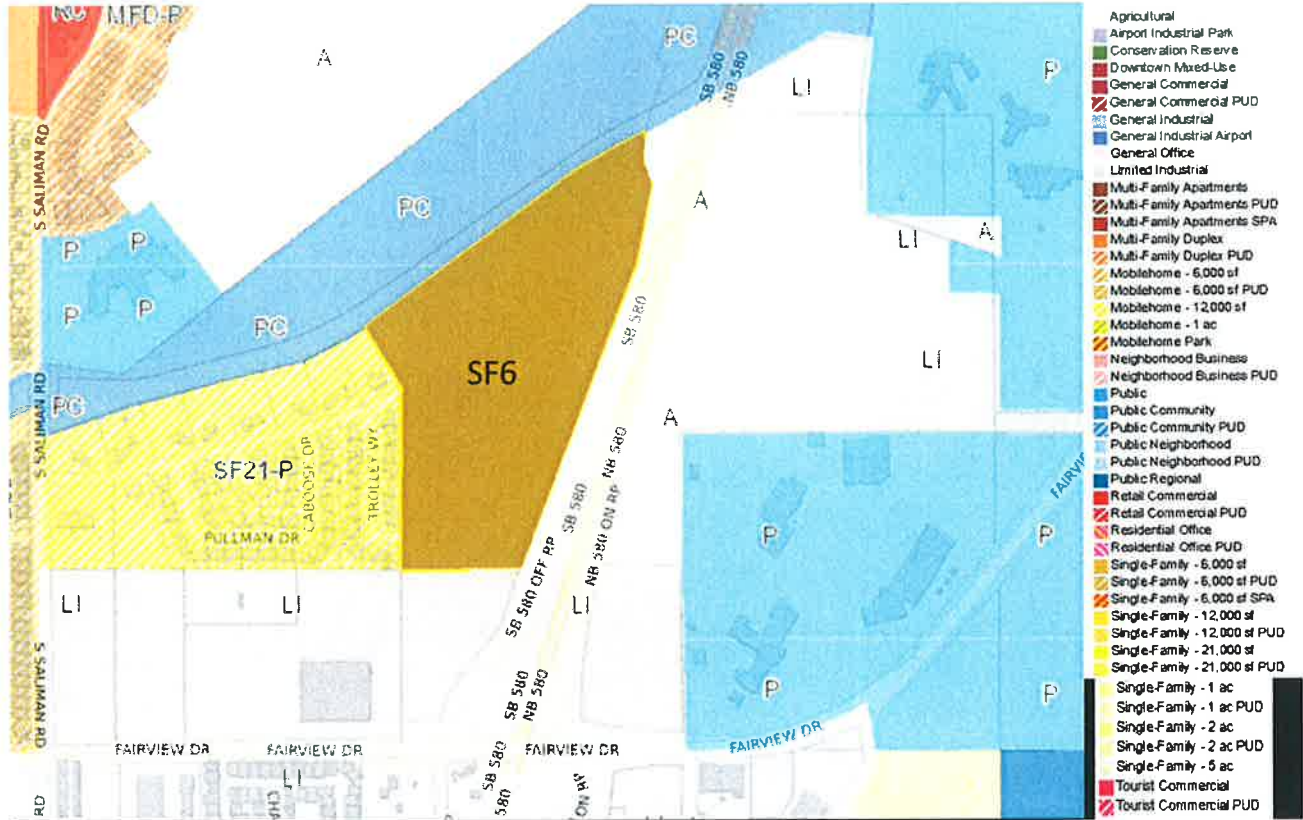 RC
MFD-P
A
PC
SB 580
NB 580
LI
P
S SALIMAN RD
PC
A
P
P
P
P
PC
LI
A
SB 580
SF6
LI
PC
S SALIMAN RD
A
SF21-P
CABOOSE DR
TROLLEY WY
PULLMAN DR
SB 580
NB 580
NB 580 ON RP
SB 580 OFF RP
FAIRVIEW
P
P
LI
LI
LI
S SALIMAN RD
SB 580
NB 580
P
P
FAIRVIEW DR
FAIRVIEW DR
FAIRVIEW DR
FAIRVIEW DR
LI
SB 580
580
ON RP
RD
CHA
Agricultural
Airport Industrial Park
Conservation Reserve
Downtown Mixed-Use
General Commercial
General Commercial PUD
General Industrial
General Industrial Airport
General Office
Limited Industrial
Multi-Family Apartments
Multi-Family Apartments PUD
Multi-Family Apartments SPA
Multi-Family Duplex
Multi-Family Duplex PUD
Mobilehome - 6,000 sf
Mobilehome - 6,000 sf PUD
Mobilehome - 12,000 sf
Mobilehome - 1 ac
Mobilehome Park
Neighborhood Business
Neighborhood Business PUD
Public
Public Community
Public Community PUD
Public Neighborhood
Public Neighborhood PUD
Public Regional
Retail Commercial
Retail Commercial PUD
Residential Office
Residential Office PUD
Single-Family - 6,000 sf
Single-Family - 6,000 sf PUD
Single-Family - 6,000 sf SPA
Single-Family - 12,000 sf
Single-Family - 12,000 sf PUD
Single-Family - 21,000 sf
Single-Family - 21,000 sf PUD
Single-Family - 1 ac
Single-Family - 1 ac PUD
Single-Family - 2 ac
Single-Family - 2 ac PUD
Single-Family - 5 ac
Tourist Commercial
Tourist Commercial PUD